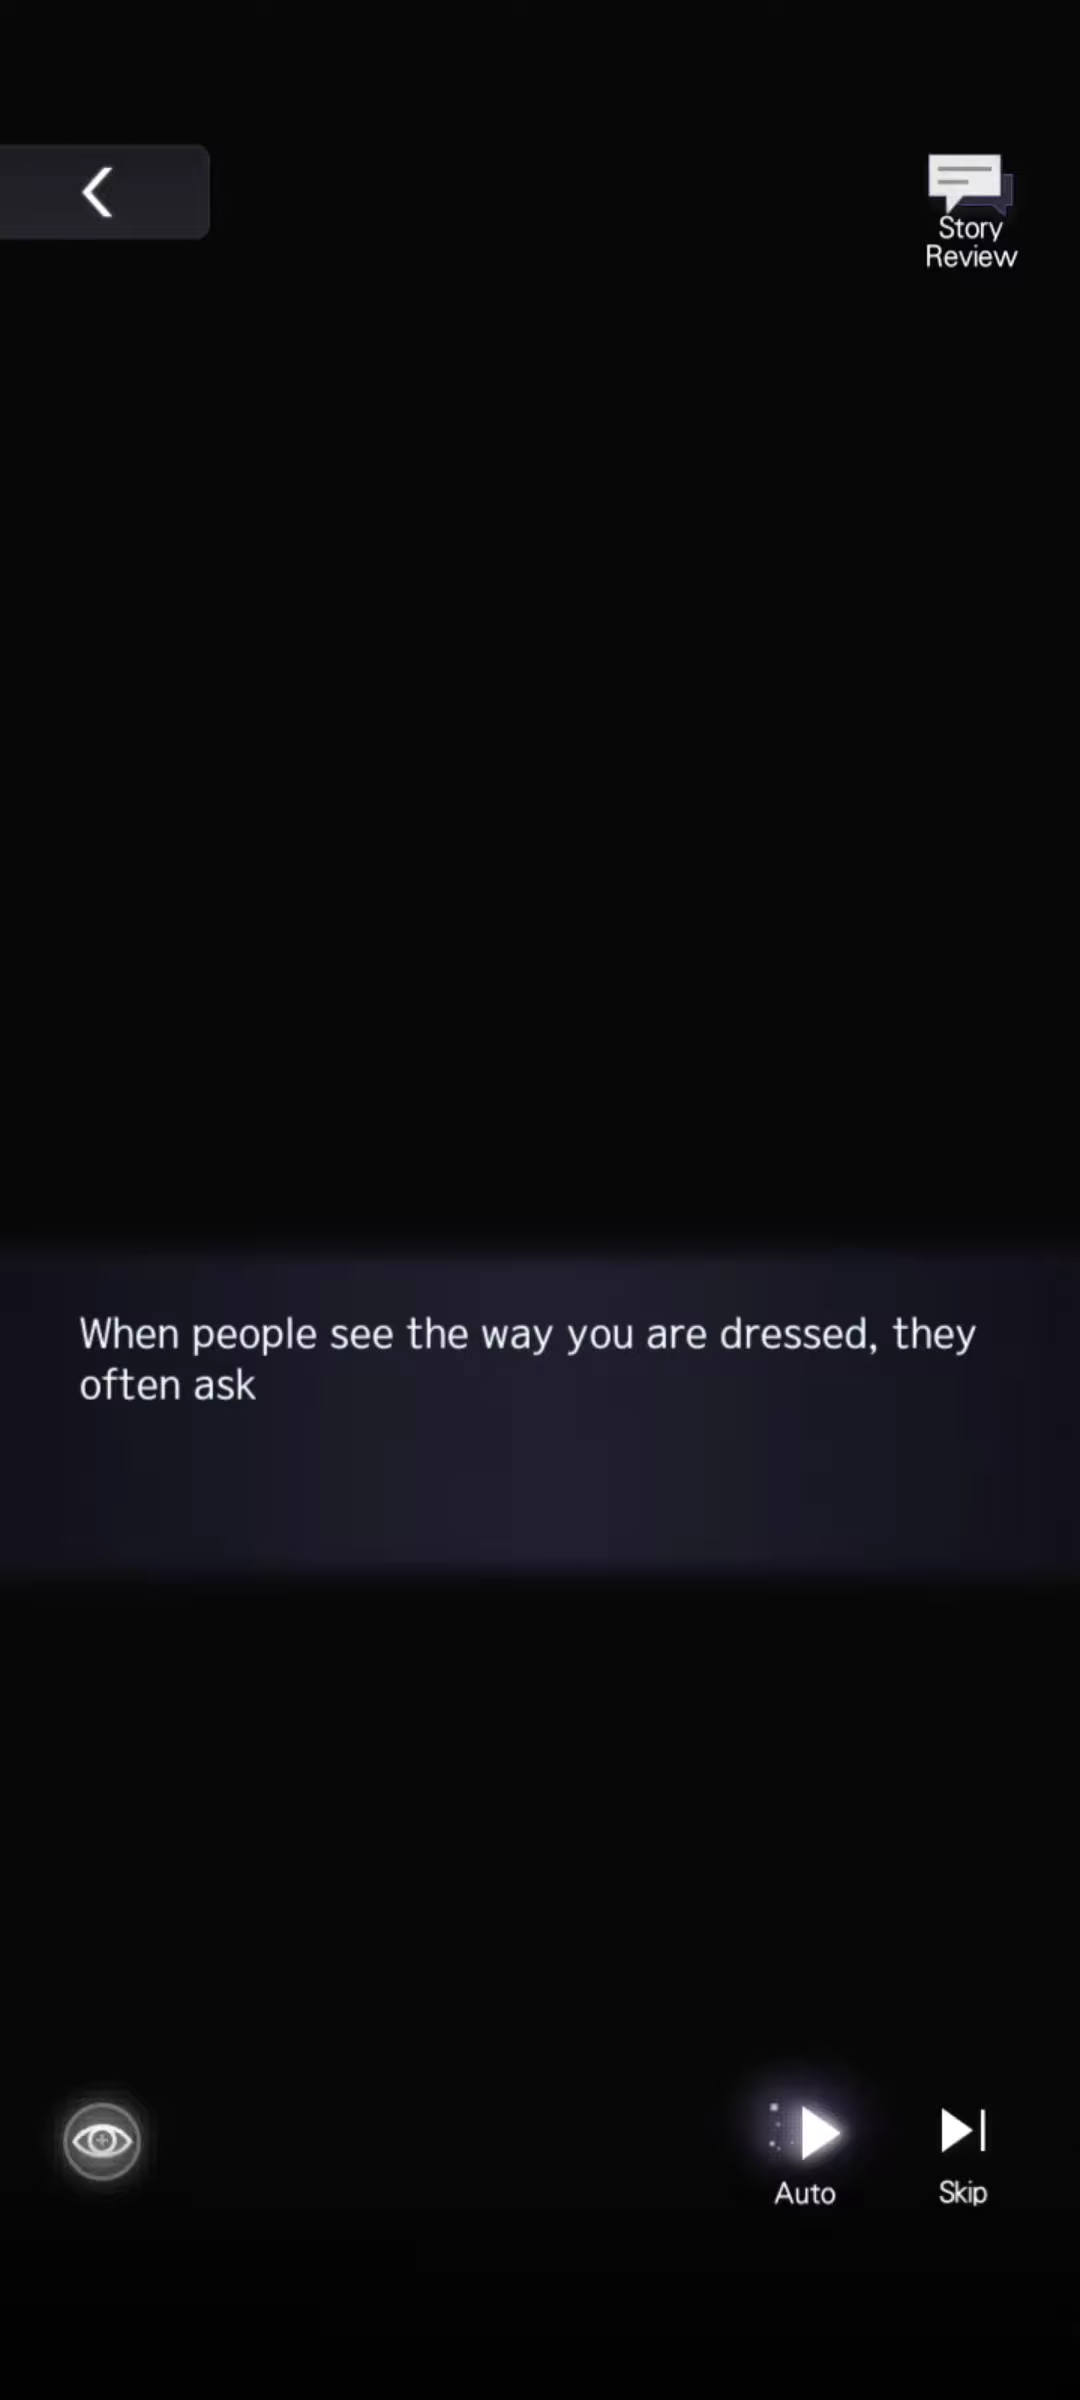 Story
Review
When people see the way you are dressed, they
often ask
Auto
Skip